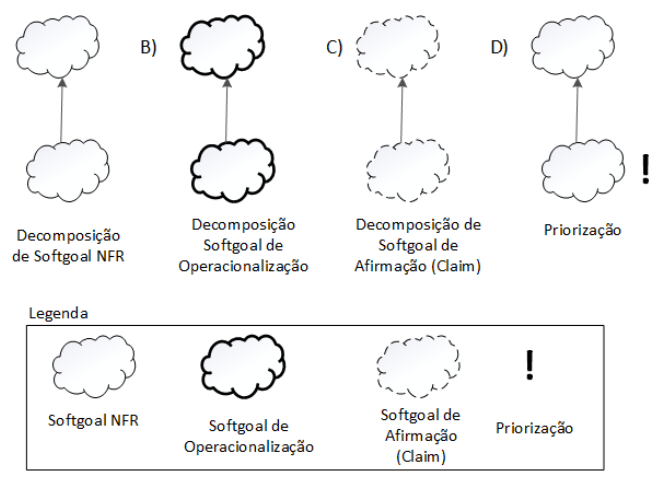 B)
C)
D)
Decomposição
de Softgoal NFR
Decomposição
Softgoal de
Operacionalização
Decomposição de
Softgoal de
Afirmação (Claim)
Priorização
!
Legenda
!
Softgoal NFR
Softgoal de
Operacionalização
Softgoal de
Afirmação
(Claim)
Priorização